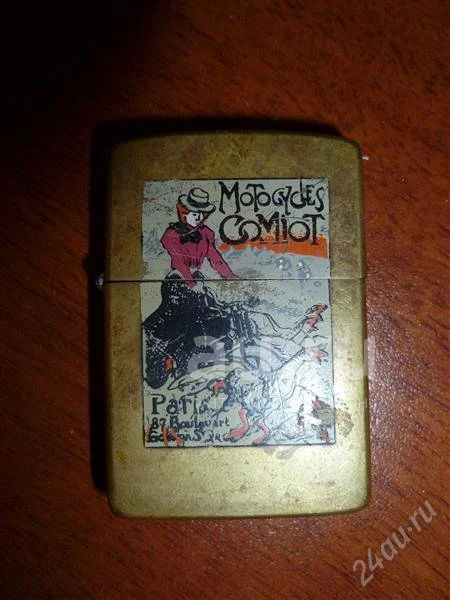 MOTOCYCLES
COMIOT
Paris
87 Boulevart
24au.ru